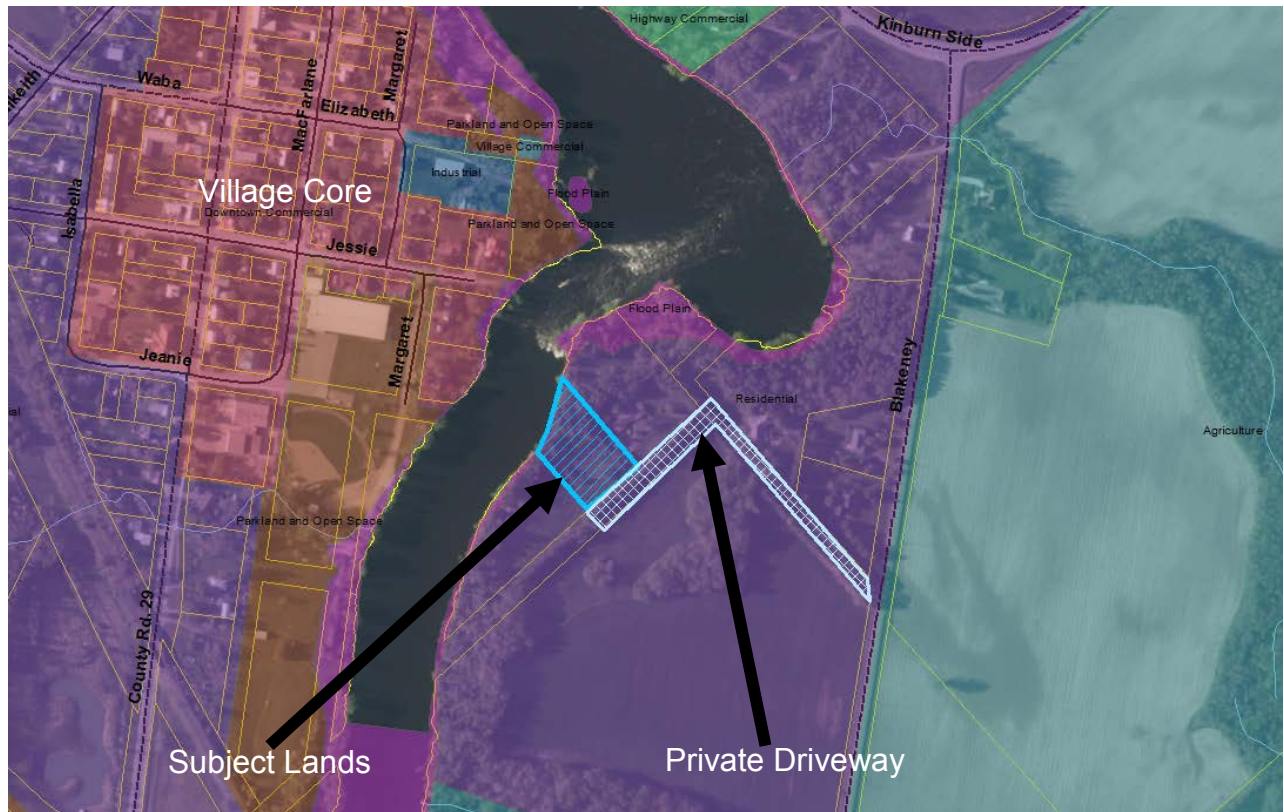 Highway Commercial
Kinburn Side
Margaret
Waba
MacFarlane
Elizabeth
Parkland and Open Space
Village Commercial
Industrial
Village Core
Flood Plain
Isabella
Downtown Commercial
Parkland and Open Space
Jessie
Flood Plain
Margaret
Jeanie
Blakeney
Residential
Agriculture
Parkland and Open Space
County Rd. 29
Subject Lands
Private Driveway